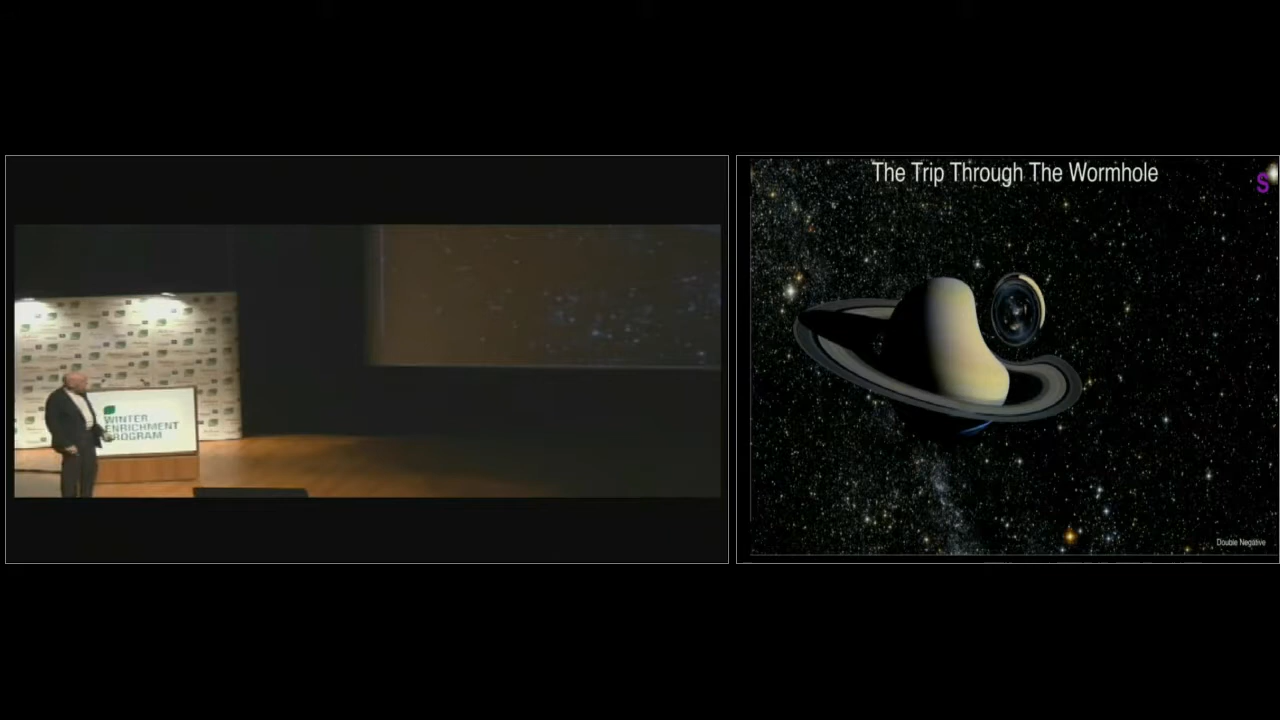 WINTER
ENRICHMENT
PROGRAM
The Trip Through The Wormhole
S
Double Negative